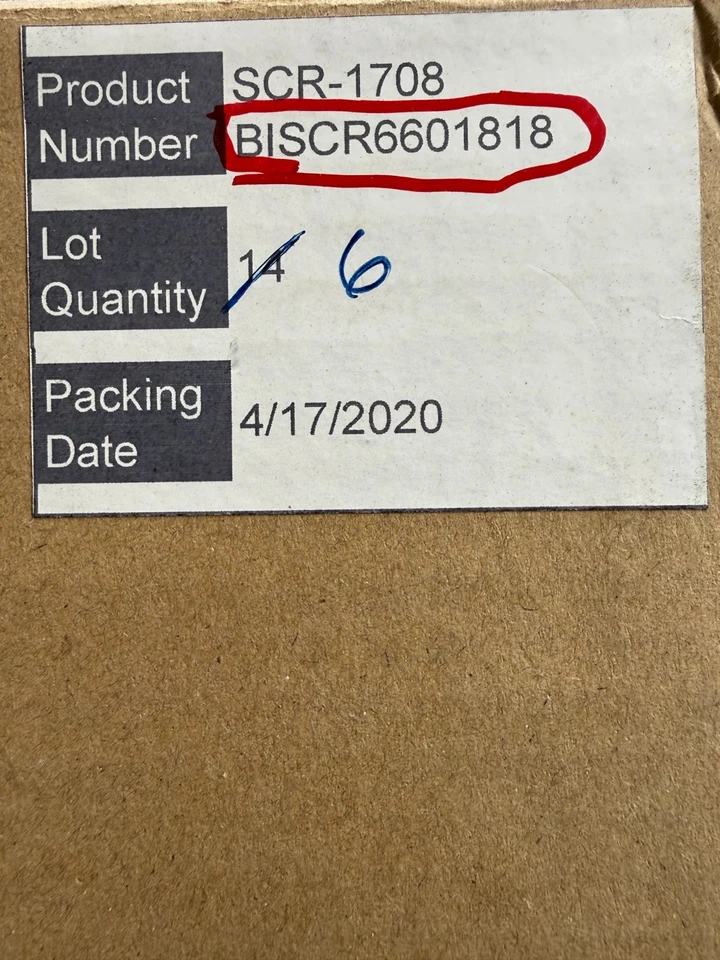 Product SCR-1708
Number BISCR6601818
Lot
Quantity 14 6
Packing
Date 4/17/2020